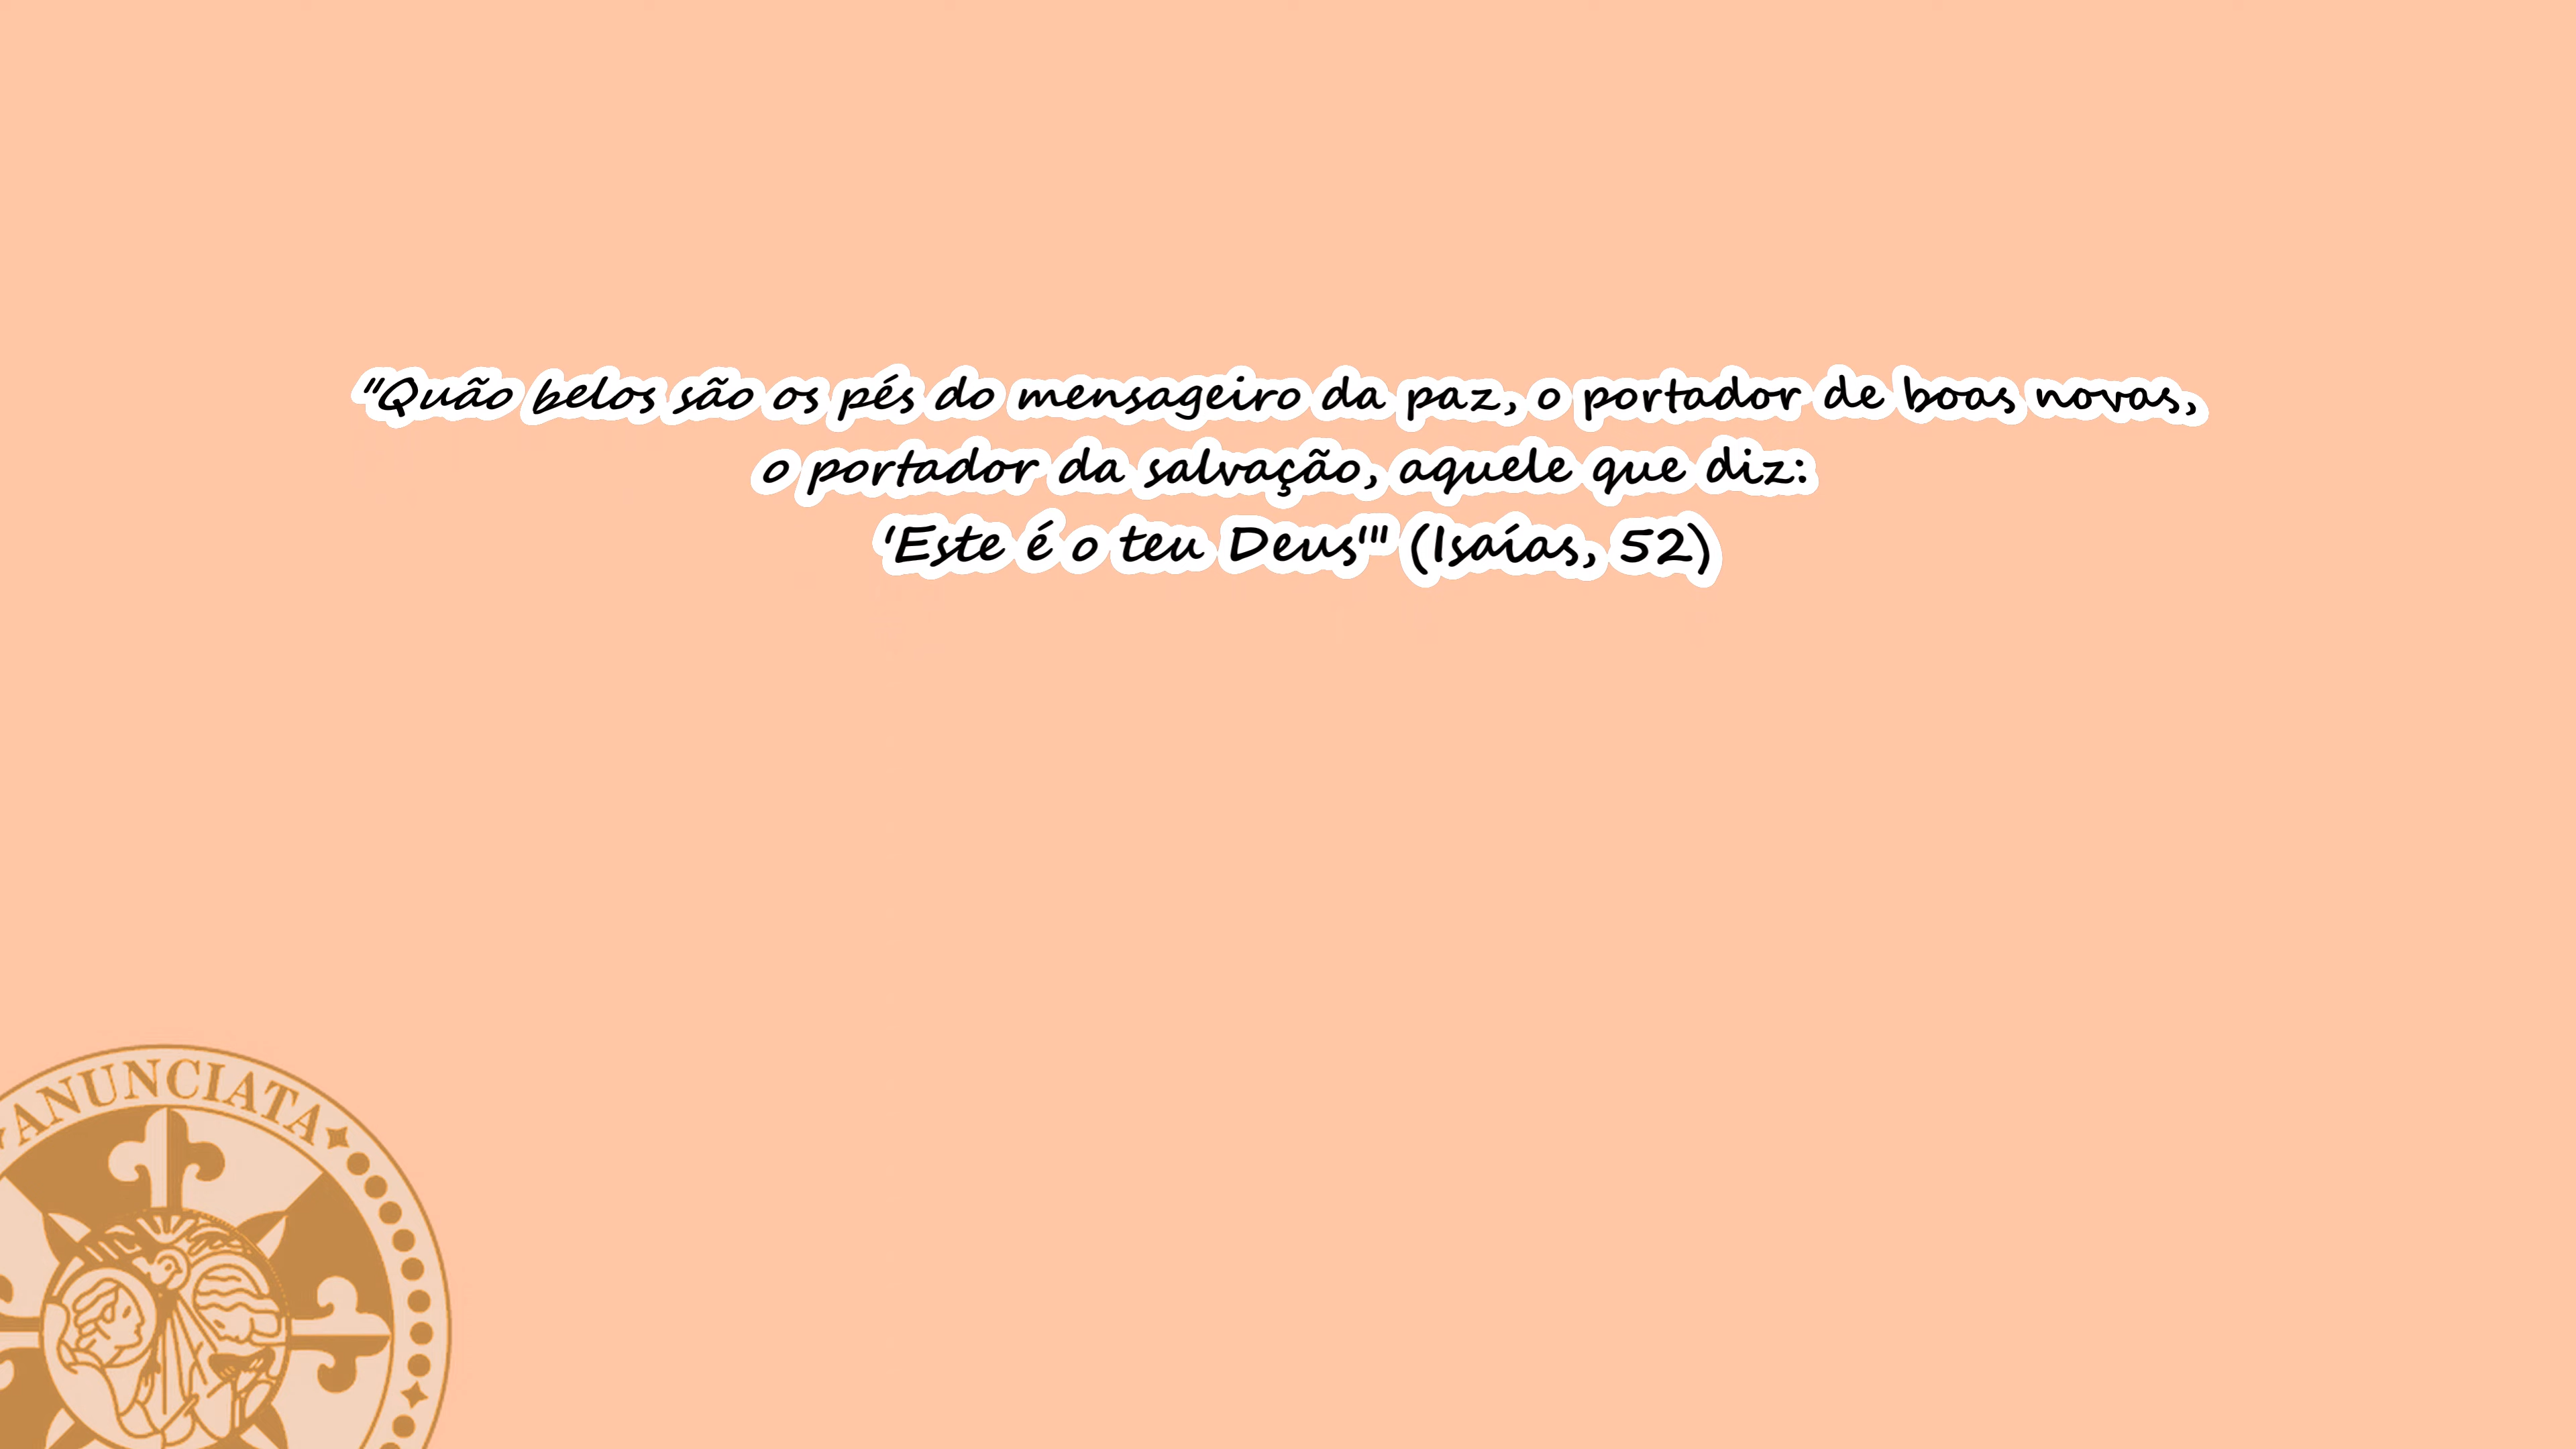 "Quão belos são os pés do mensageiro da paz, o portador de boas novas,
o portador da salvação, aquele que diz:
'Este é o teu Deus'" (Isaías, 52)
ANUNCIATA